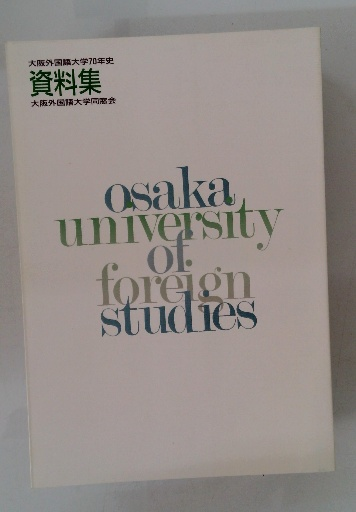 大阪外国語大学70年史
資料集
大阪外国語大学同窓会
osaka
university
of
foreign
studies